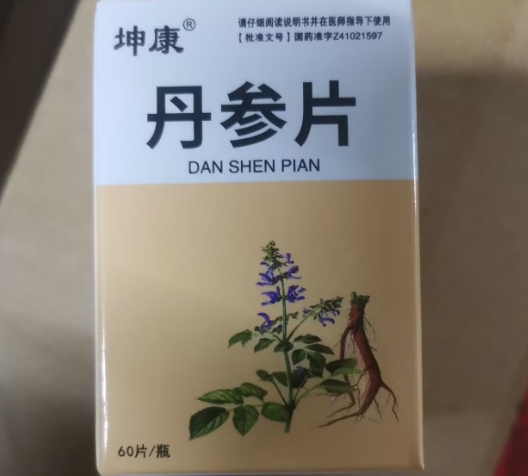 坤康®
请仔细阅读说明书并在医师指导下使用
【批准文号】国药准字Z41021597
丹参片
DAN SHEN PIAN
60片/瓶